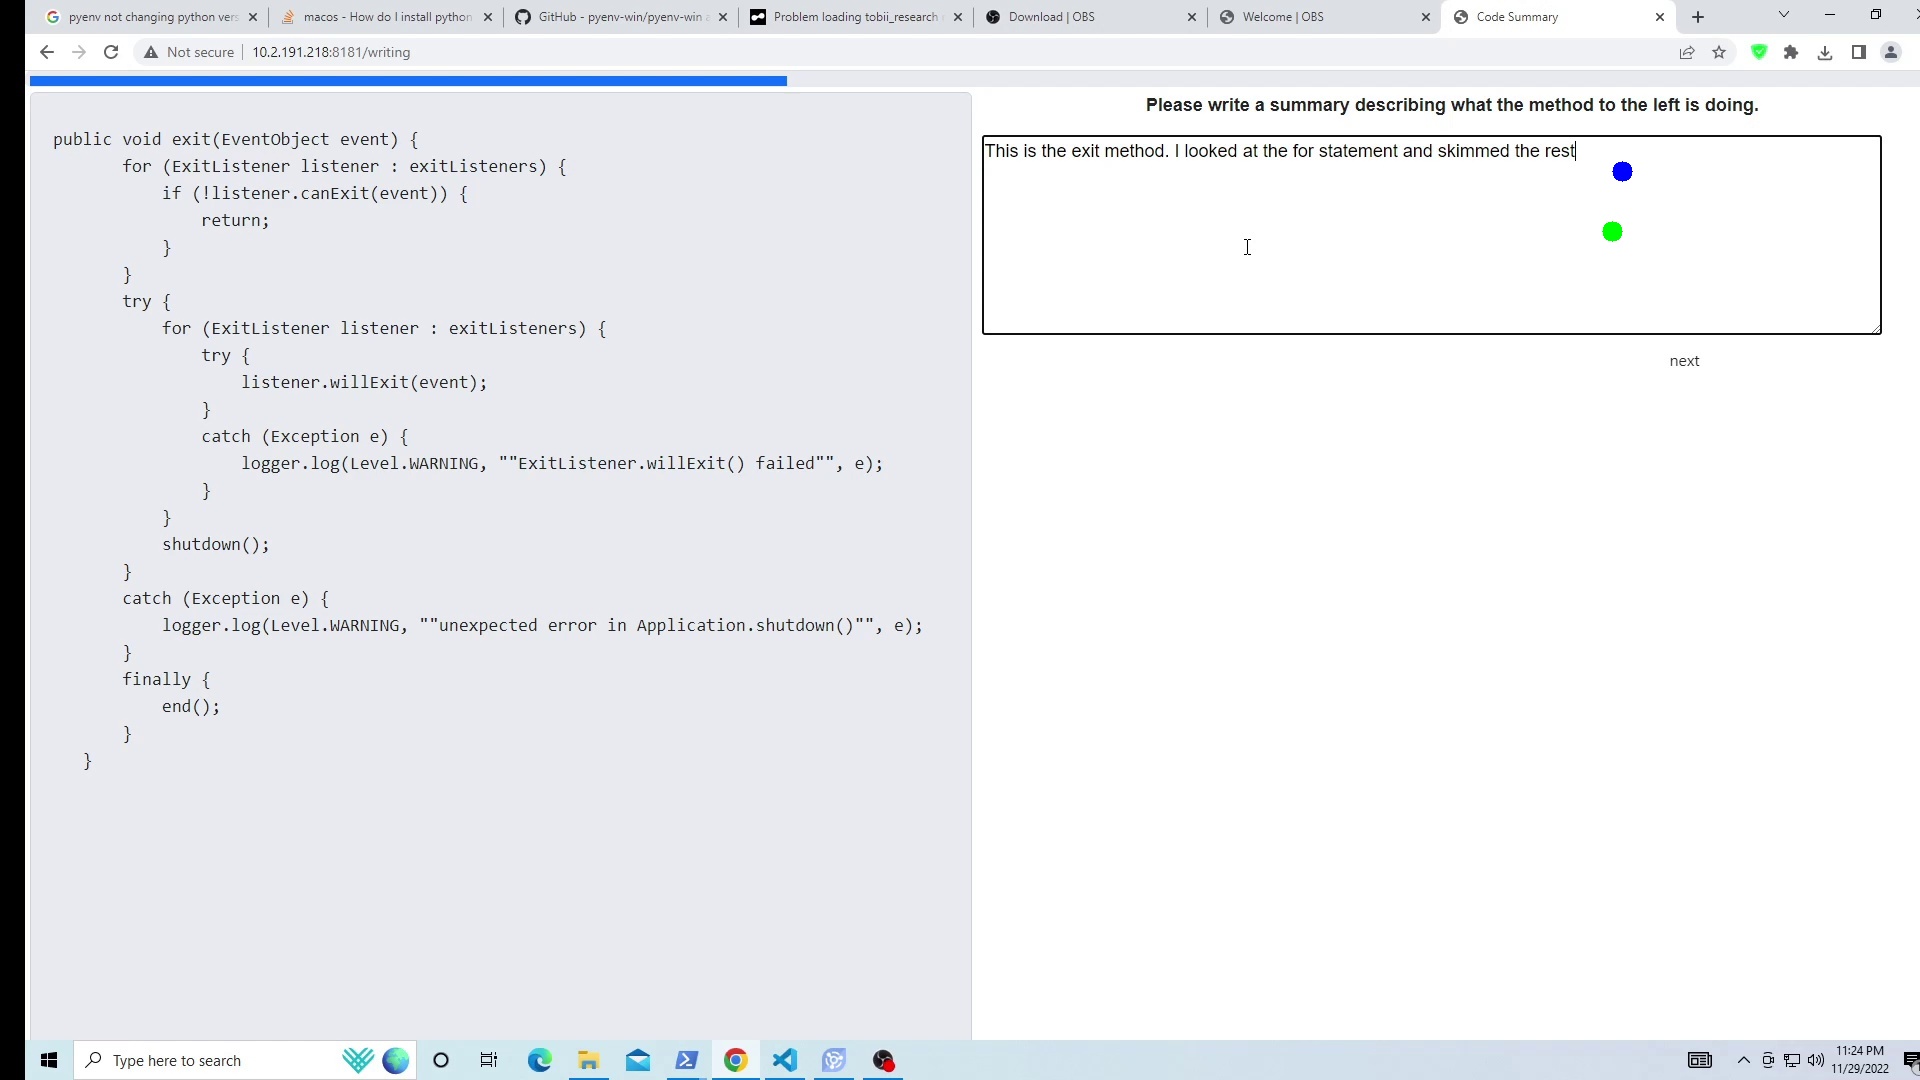 pyenv not changing python vers
macos - How do I install python
GitHub - pyenv-win/pyenv-win a
Problem loading tobii_research
Download | OBS
Welcome | OBS
Code Summary
Not secure
10.2.191.218:8181/writing
public void exit(EventObject event) {
for (ExitListener listener : exitListeners) {
if (!listener.canExit(event)) {
return;
}
}
try {
for (ExitListener listener : exitListeners) {
try {
listener.willExit(event);
}
catch (Exception e) {
logger.log(Level.WARNING, ""ExitListener.willExit() failed"", e);
}
}
shutdown();
}
catch (Exception e) {
logger.log(Level.WARNING, ""unexpected error in Application.shutdown()"", e);
}
finally {
end();
}
}
Please write a summary describing what the method to the left is doing.
This is the exit method. I looked at the for statement and skimmed the rest
next
Type here to search
11:24 PM
11/29/2022